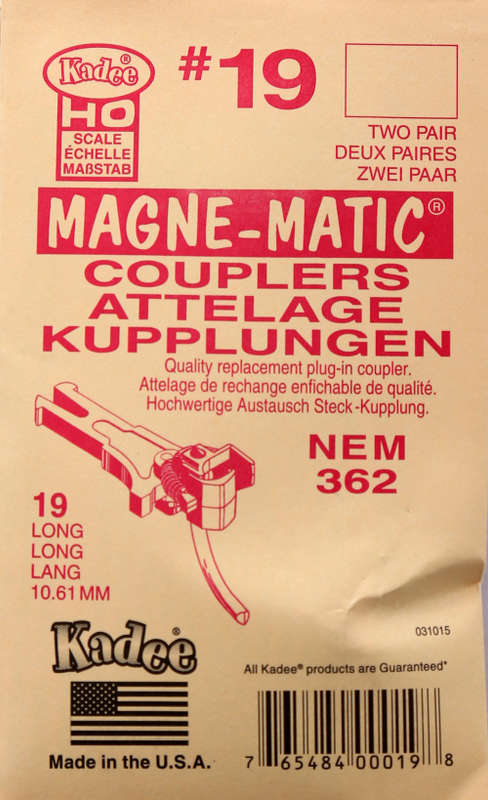 Kadee®
HO
SCALE
ÉCHELLE
MAßSTAB
#19
TWO PAIR
DEUX PAIRES
ZWEI PAAR
MAGNE-MATIC®
COUPLERS
ATTELAGE
KUPPLUNGEN
Quality replacement plug-in coupler.
Attelage de rechange enfichable de qualité.
Hochwertige Austausch Steck-Kupplung.
NEM
362
19
LONG
LONG
LANG
10.61 MM
031015
Kadee®
All Kadee® products are Guaranteed*
Made in the U.S.A.
7 65484 00019 8